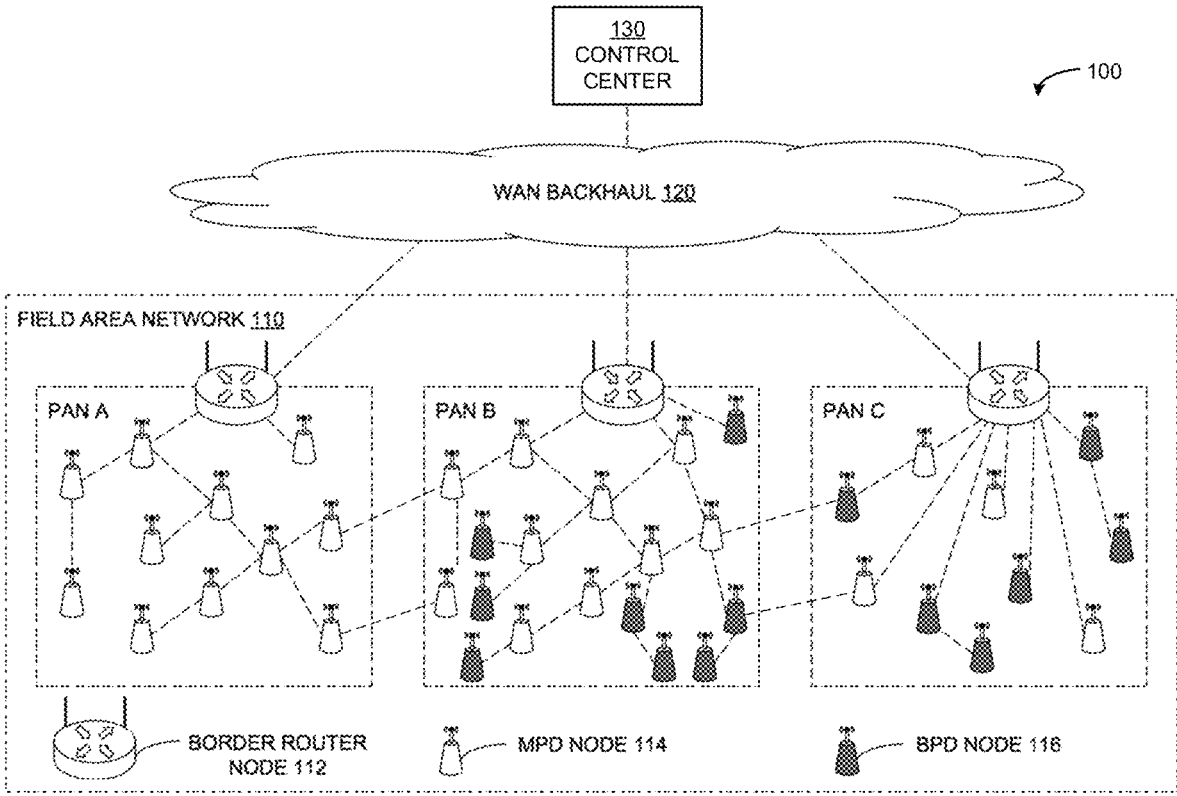 130
CONTROL
CENTER
100
WAN BACKHAUL 120
FIELD AREA NETWORK 110
PAN A
PAN B
PAN C
BORDER ROUTER
NODE 112
MPD NODE 114
BPD NODE 116